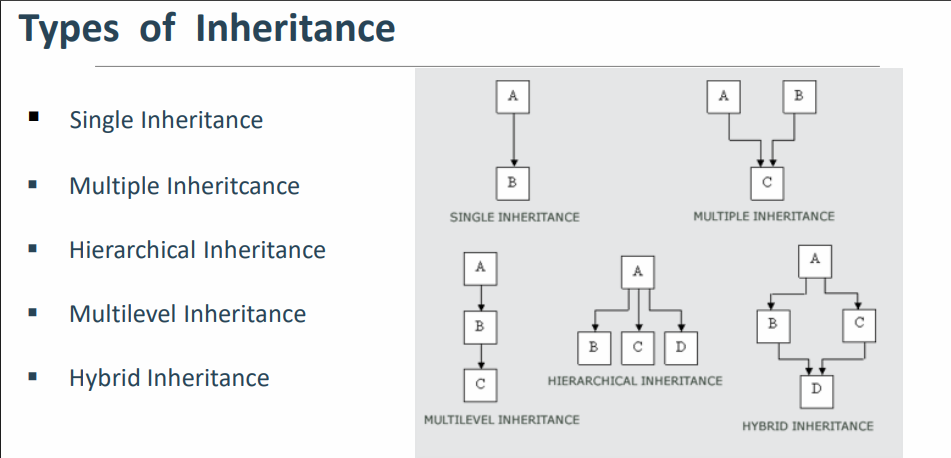 Types of Inheritance
Single Inheritance
Multiple Inheritcance
Hierarchical Inheritance
Multilevel Inheritance
Hybrid Inheritance
A
B
SINGLE INHERITANCE
A B
C
MULTIPLE INHERITANCE
A
B
C
MULTILEVEL INHERITANCE
A
B C D
HIERARCHICAL INHERITANCE
A
B C
D
HYBRID INHERITANCE